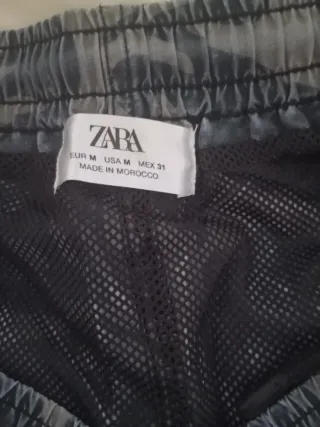 ZARA
EUR M USA M MEX 31
MADE IN MOROCCO